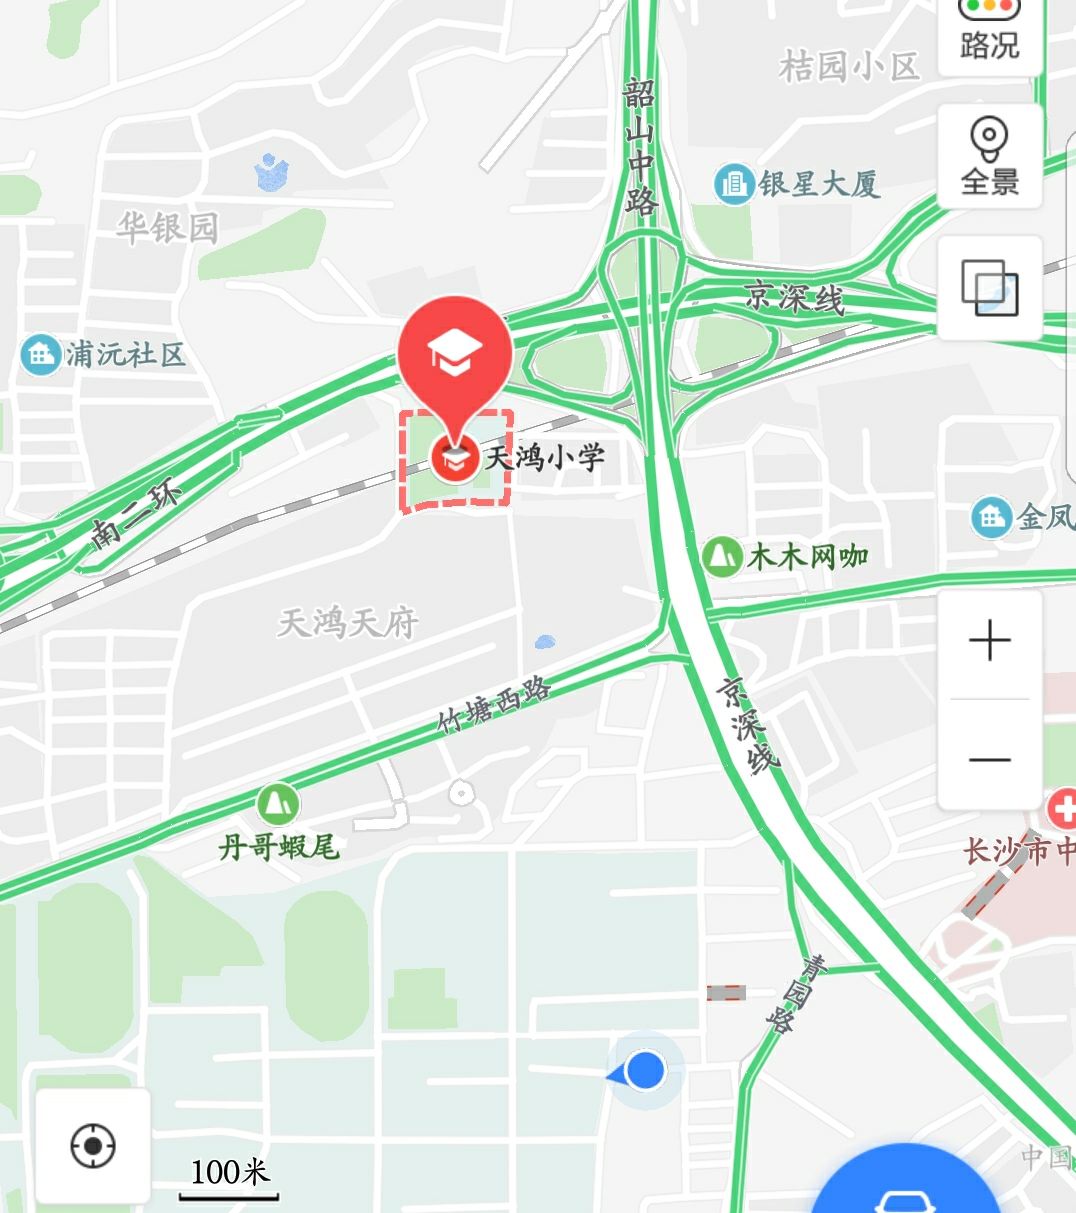 路况
桔园小区
韶山中路
全景
银星大厦
华银园
京深线
浦沅社区
天鸿小学
南二环
金凤
木木网咖
天鸿天府
竹塘西路
京深线
丹哥蝦尾
长沙市中
青园路
中国
100米